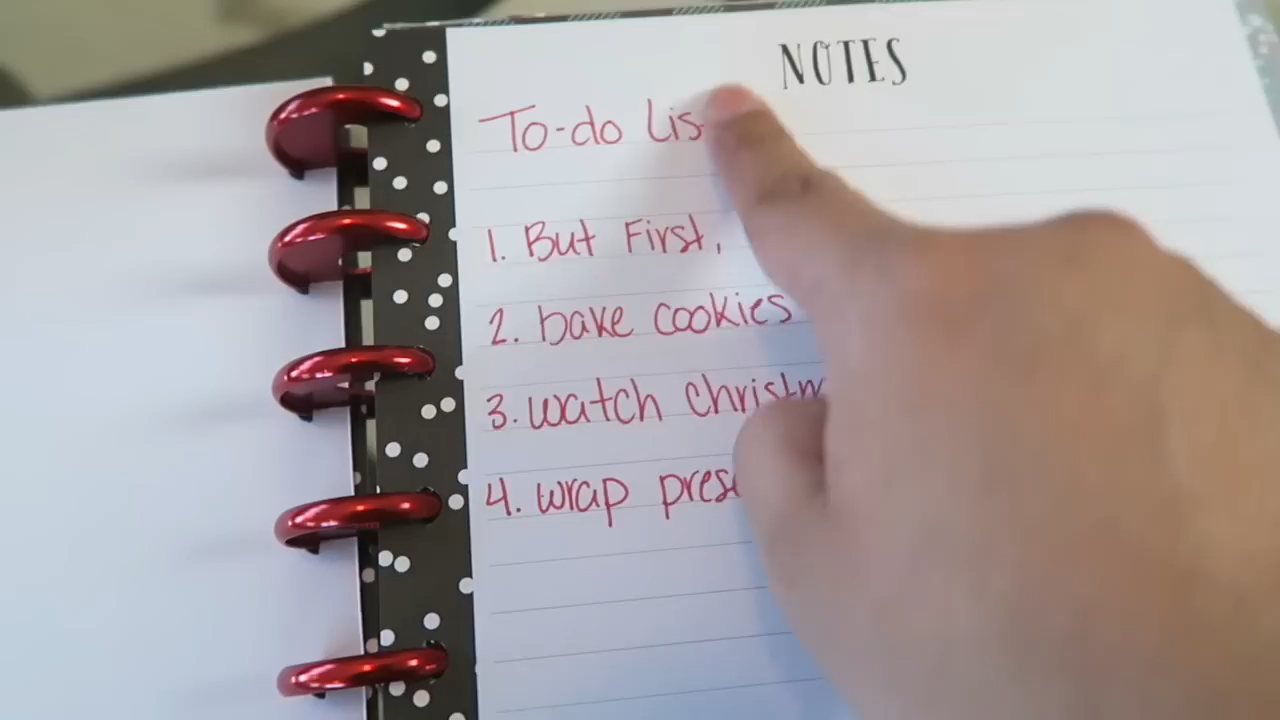 NOTES
To-do Lis
1. But First,
2. bake cookies
3. watch christm
4. wrap prese